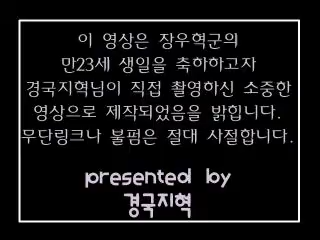 이 영상은 장우혁군의
만23세 생일을 축하하고자
경국지혁님이 직접 촬영하신 소중한
영상으로 제작되었음을 밝힙니다.
무단링크나 불펌은 절대 사절합니다.
presented by
경국지혁